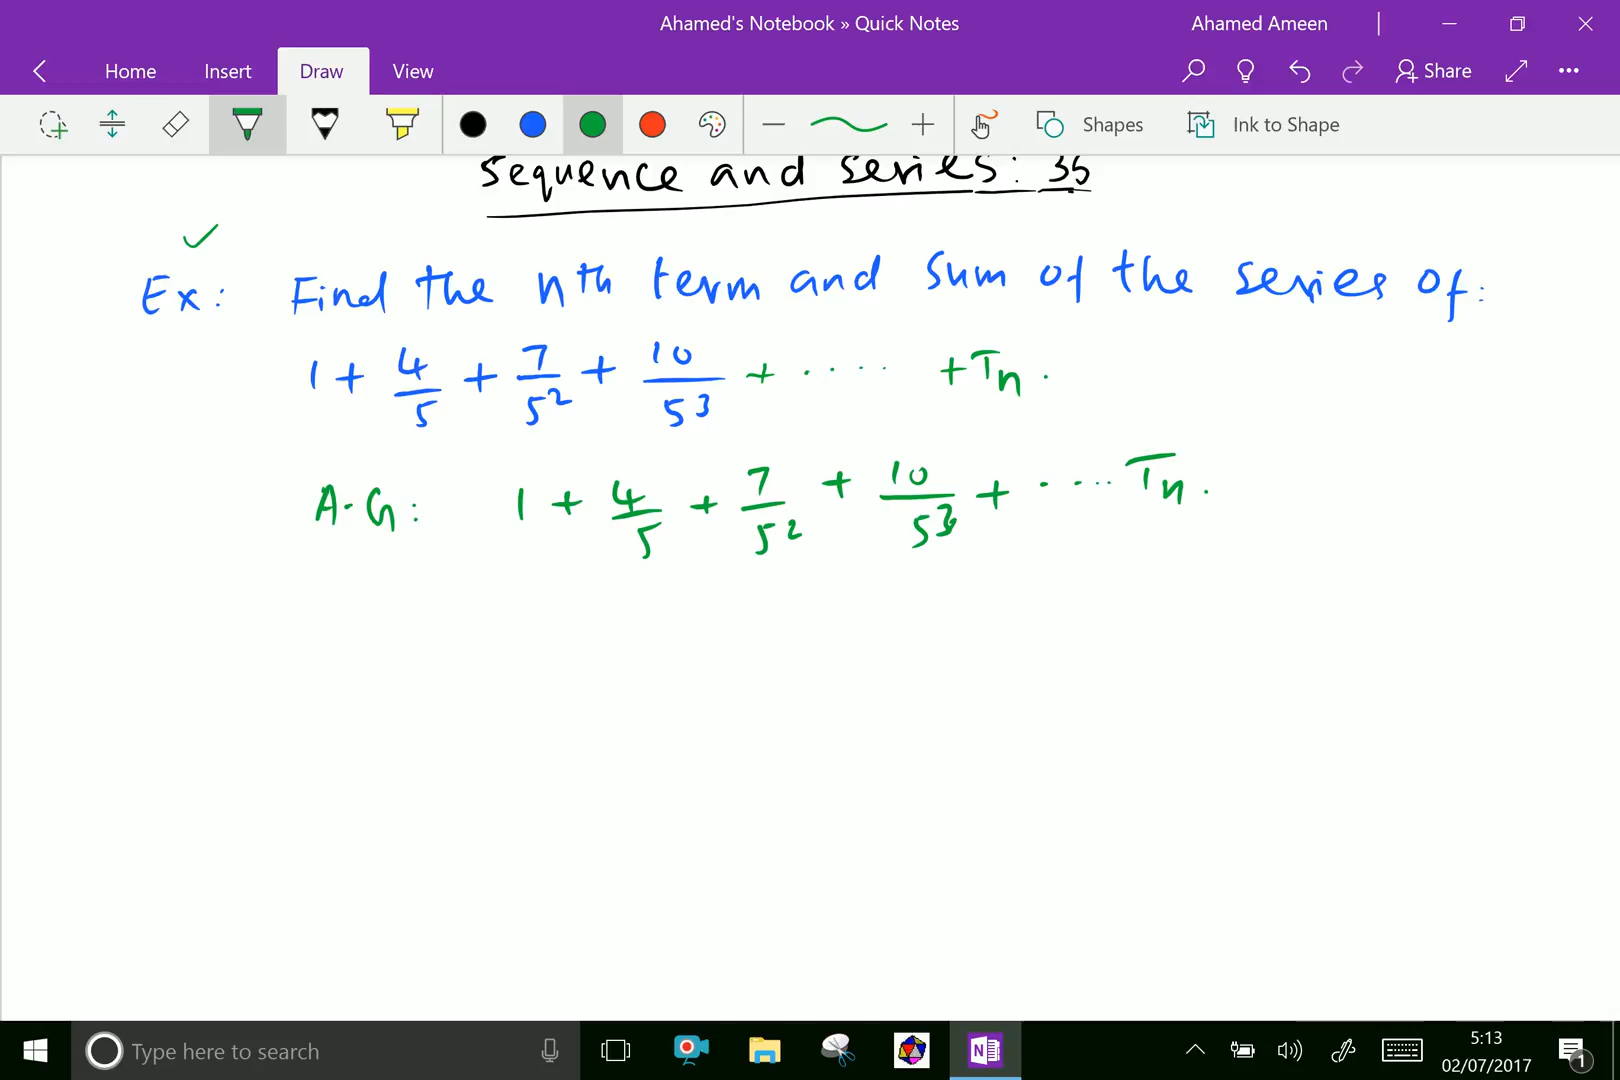 Ahamed's Notebook » Quick Notes
Ahamed Ameen
Home Insert Draw View
Share
Shapes Ink to Shape
Sequence and series: 35
Ex: Find the nth term and sum of the series of:
1 + 4/5 + 7/5² + 10/5³ + ..... + Tn.
A.G: 1 + 4/5 + 7/5² + 10/5³ + ..... Tn.
Type here to search
5:13
02/07/2017
1